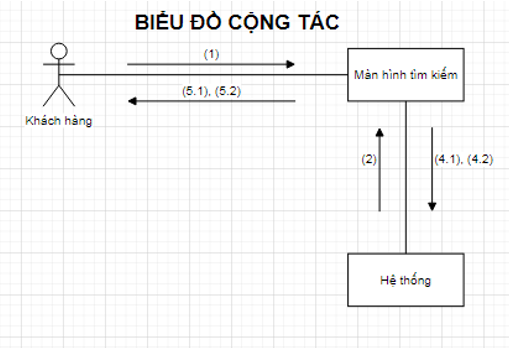 BIỂU ĐỒ CỘNG TÁC
(1)
Màn hình tìm kiếm
(5.1), (5.2)
Khách hàng
(2)
(4.1), (4.2)
Hệ thống